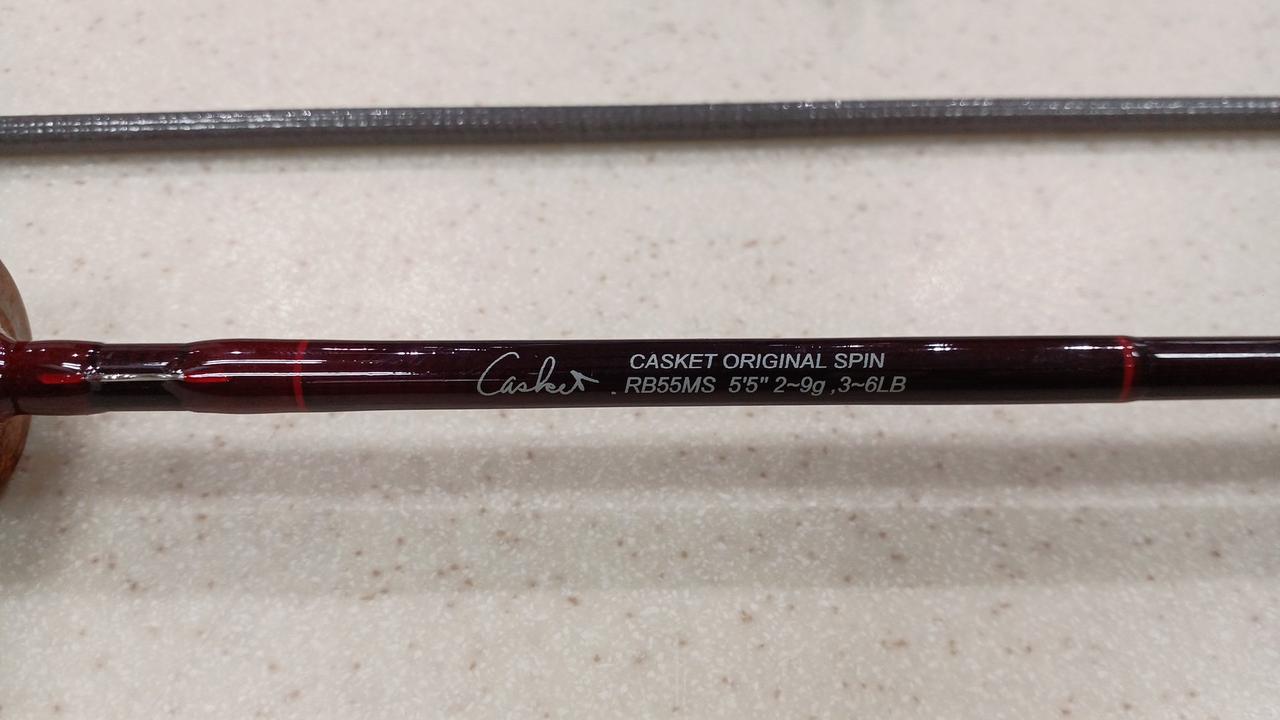 Casket
CASKET ORIGINAL SPIN
RB55MS 5'5" 2~9g ,3~6LB